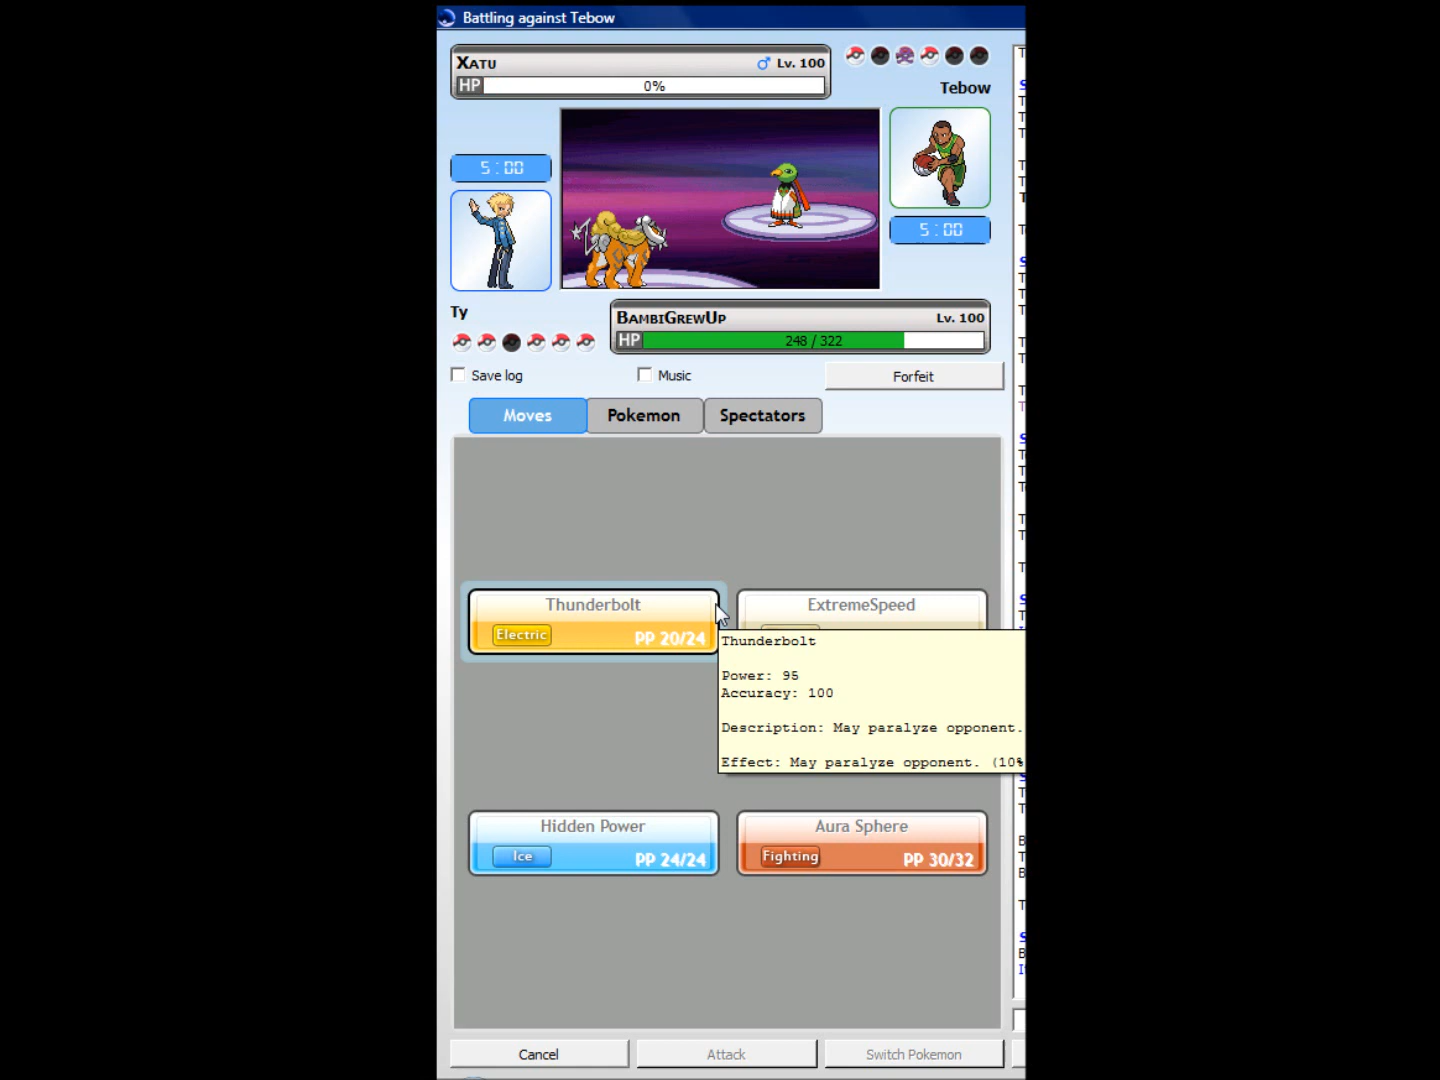 Battling against Tebow
XATU ♂ Lv. 100
HP 0%
Tebow
5:00
5:00
Ty
BAMBIGREWUP Lv. 100
HP 248 / 322
Save log
Music
Forfeit
Moves
Pokemon
Spectators
Thunderbolt
Electric PP 20/24
ExtremeSpeed
Thunderbolt
Power: 95
Accuracy: 100
Description: May paralyze opponent.
Effect: May paralyze opponent. (10%
Hidden Power
Ice PP 24/24
Aura Sphere
Fighting PP 30/32
Cancel
Attack
Switch Pokemon